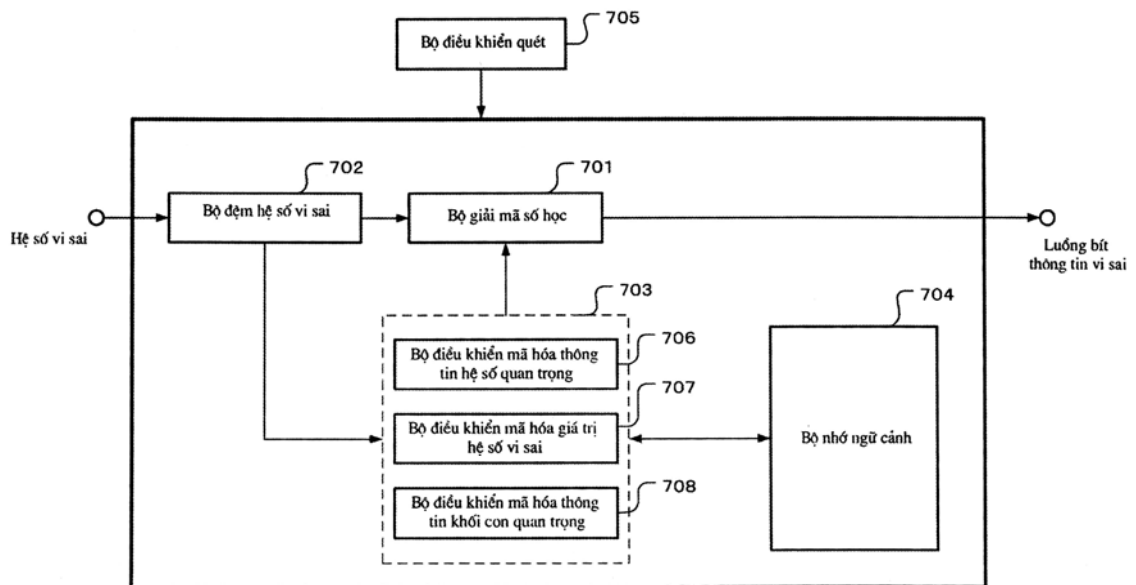 705
Bộ điều khiển quét
702
701
Bộ đệm hệ số vi sai
Bộ giải mã số học
Hệ số vi sai
Luồng bít
thông tin vi sai
703
704
706
Bộ điều khiển mã hóa thông
tin hệ số quan trọng
707
Bộ điều khiển mã hóa giá trị
hệ số vi sai
Bộ nhớ ngữ cảnh
708
Bộ điều khiển mã hóa thông
tin khối con quan trọng